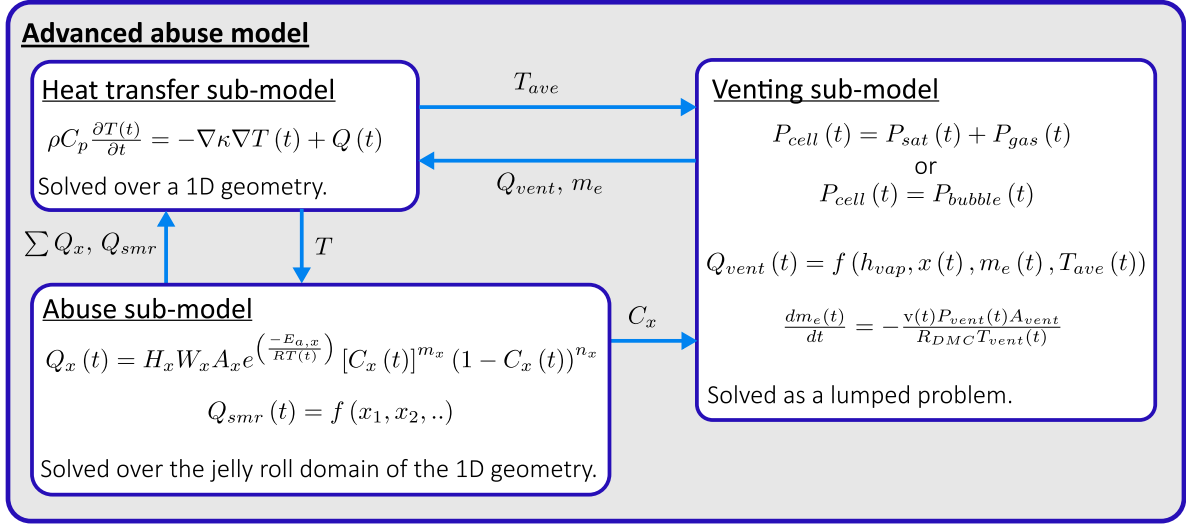 Advanced abuse model
Heat transfer sub-model
ρC_p ∂T(t)/∂t = −∇κ∇T (t) + Q (t)
Solved over a 1D geometry.
T_ave
Q_vent, m_e
∑ Q_x, Q_smr
T
Abuse sub-model
Q_x (t) = H_x W_x A_x e^(−E_{a,x}/RT(t)) [C_x (t)]^{m_x} (1 − C_x (t))^{n_x}
Q_smr (t) = f (x_1, x_2, ..)
Solved over the jelly roll domain of the 1D geometry.
C_x
Venting sub-model
P_cell (t) = P_sat (t) + P_gas (t)
or
P_cell (t) = P_bubble (t)
Q_vent (t) = f (h_vap, x (t) , m_e (t) , T_ave (t))
dm_e(t)/dt = − v(t)P_vent(t)A_vent/R_DMC T_vent(t)
Solved as a lumped problem.